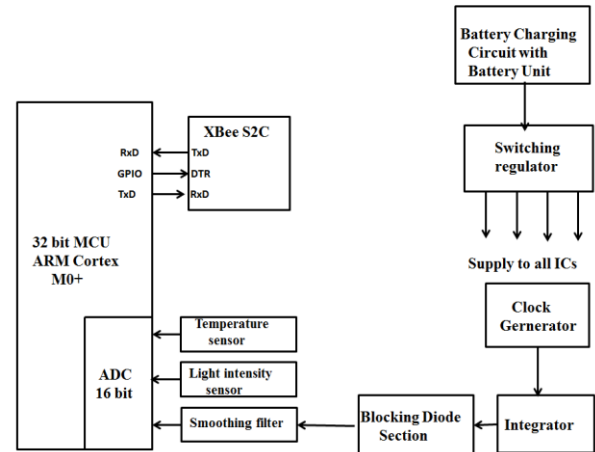 Battery Charging
Circuit with
Battery Unit
XBee S2C
RxD
TxD
GPIO
DTR
TxD
RxD
Switching
regulator
32 bit MCU
ARM Cortex
M0+
Supply to all ICs
Clock
Gernerator
Temperature
sensor
ADC
16 bit
Light intensity
sensor
Smoothing filter
Blocking Diode
Section
Integrator